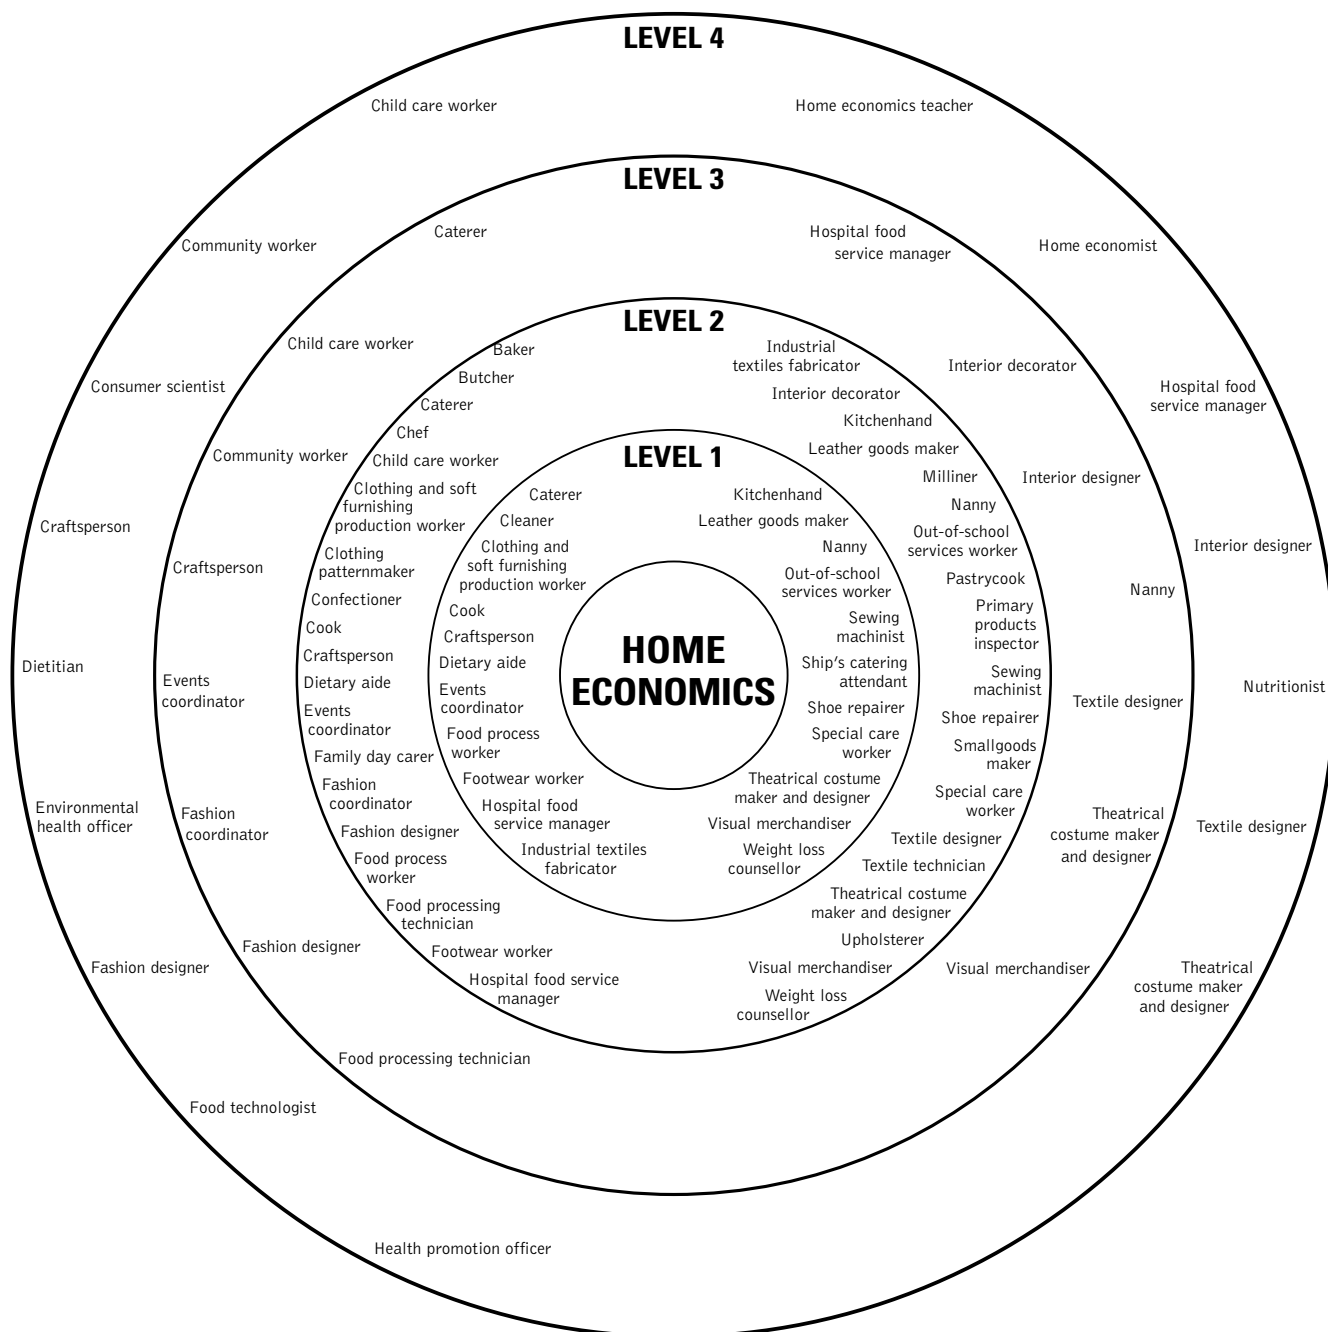 LEVEL 4
Child care worker
Community worker
Consumer scientist
Craftsperson
Dietitian
Environmental
health officer
Fashion designer
Food technologist
Health promotion officer
Home economics teacher
Home economist
Hospital food
service manager
Interior designer
Nutritionist
Textile designer
Theatrical
costume maker
and designer
LEVEL 3
Caterer
Child care worker
Community worker
Craftsperson
Events
coordinator
Fashion
coordinator
Fashion designer
Food processing technician
Hospital food
service manager
Interior decorator
Interior designer
Nanny
Textile designer
Theatrical
costume maker
and designer
Visual merchandiser
LEVEL 2
Baker
Butcher
Caterer
Chef
Child care worker
Clothing and soft
furnishing
production worker
Clothing
patternmaker
Confectioner
Cook
Craftsperson
Dietary aide
Events
coordinator
Family day carer
Fashion
coordinator
Fashion designer
Food process
worker
Food processing
technician
Footwear worker
Hospital food service
manager
Industrial
textiles fabricator
Interior decorator
Kitchenhand
Leather goods maker
Milliner
Nanny
Out-of-school
services worker
Pastrycook
Primary
products
inspector
Sewing
machinist
Shoe repairer
Smallgoods
maker
Special care
worker
Textile designer
Textile technician
Theatrical costume
maker and designer
Upholsterer
Visual merchandiser
Weight loss
counsellor
LEVEL 1
Caterer
Cleaner
Clothing and
soft furnishing
production worker
Cook
Craftsperson
Dietary aide
Events
coordinator
Food process
worker
Footwear worker
Hospital food
service manager
Industrial textiles
fabricator
Kitchenhand
Leather goods maker
Nanny
Out-of-school
services worker
Sewing
machinist
Ship's catering
attendant
Shoe repairer
Special care
worker
Theatrical costume
maker and designer
Visual merchandiser
Weight loss
counsellor
HOME
ECONOMICS